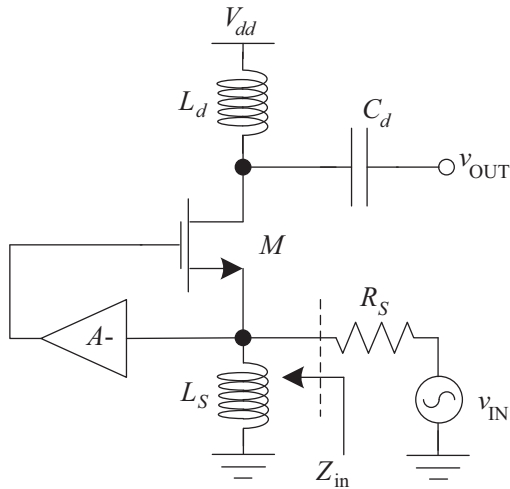 V_dd
L_d
C_d
v_OUT
M
A-
R_S
L_S
v_IN
Z_in